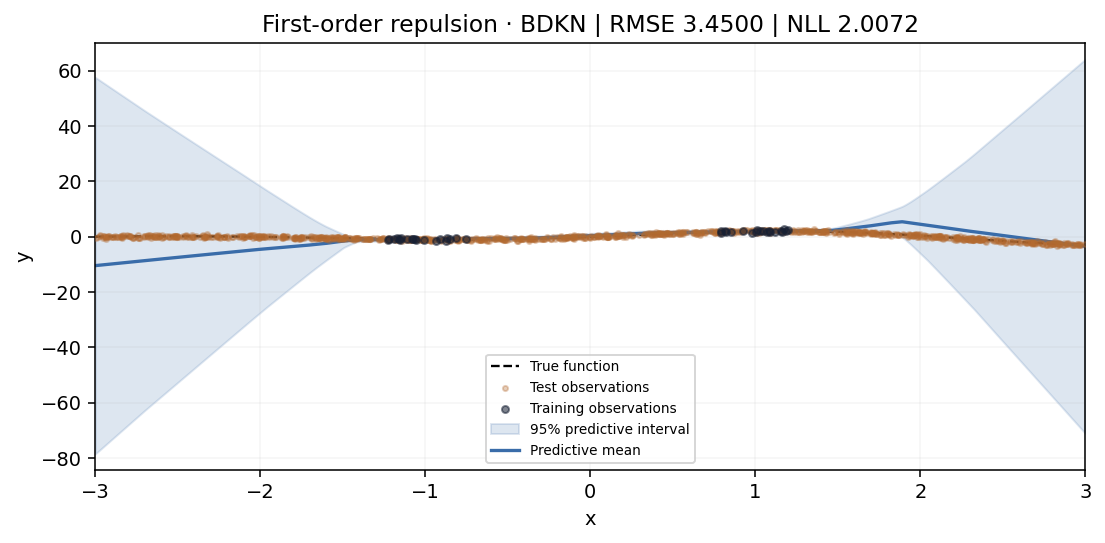 First-order repulsion · BDKN | RMSE 3.4500 | NLL 2.0072
60
40
20
0
−20
−40
−60
−80
y
True function
Test observations
Training observations
95% predictive interval
Predictive mean
−3
−2
−1
0
1
2
3
x